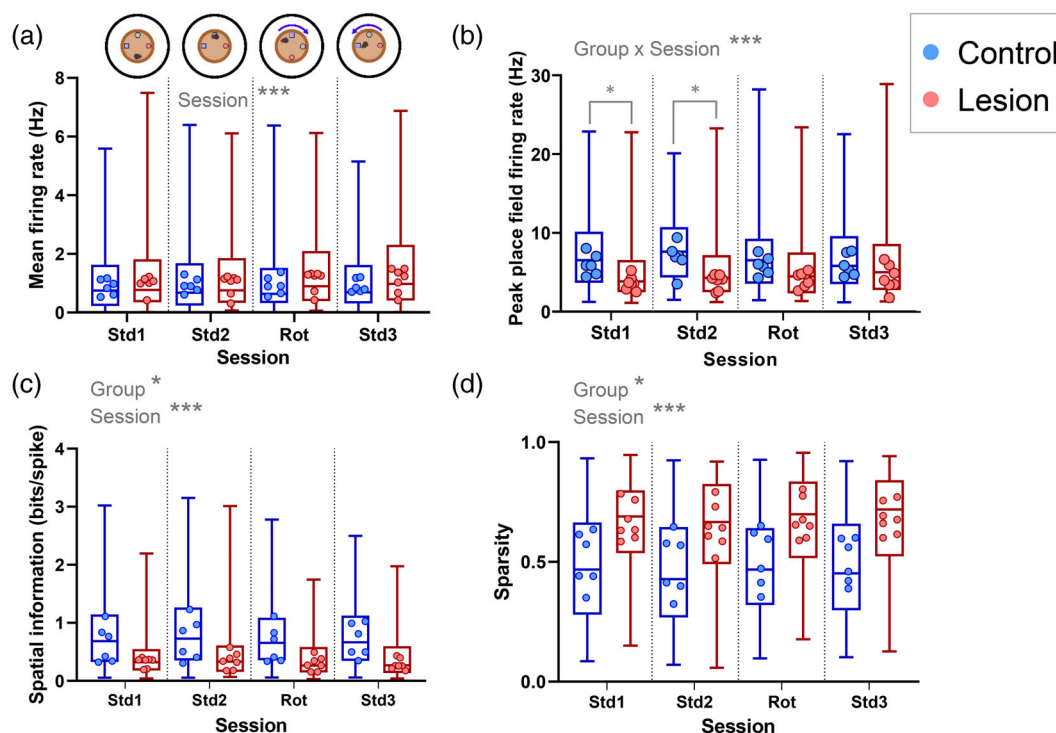 (a)
Session ***
Mean firing rate (Hz)
8
6
4
2
0
Std1 Std2 Rot Std3
Session
(b)
Group x Session ***
* *
Peak place field firing rate (Hz)
30
20
10
0
Std1 Std2 Rot Std3
Session
Control
Lesion
(c)
Group *
Session ***
Spatial information (bits/spike)
4
3
2
1
0
Std1 Std2 Rot Std3
Session
(d)
Group *
Session ***
Sparsity
1.0
0.5
0.0
Std1 Std2 Rot Std3
Session